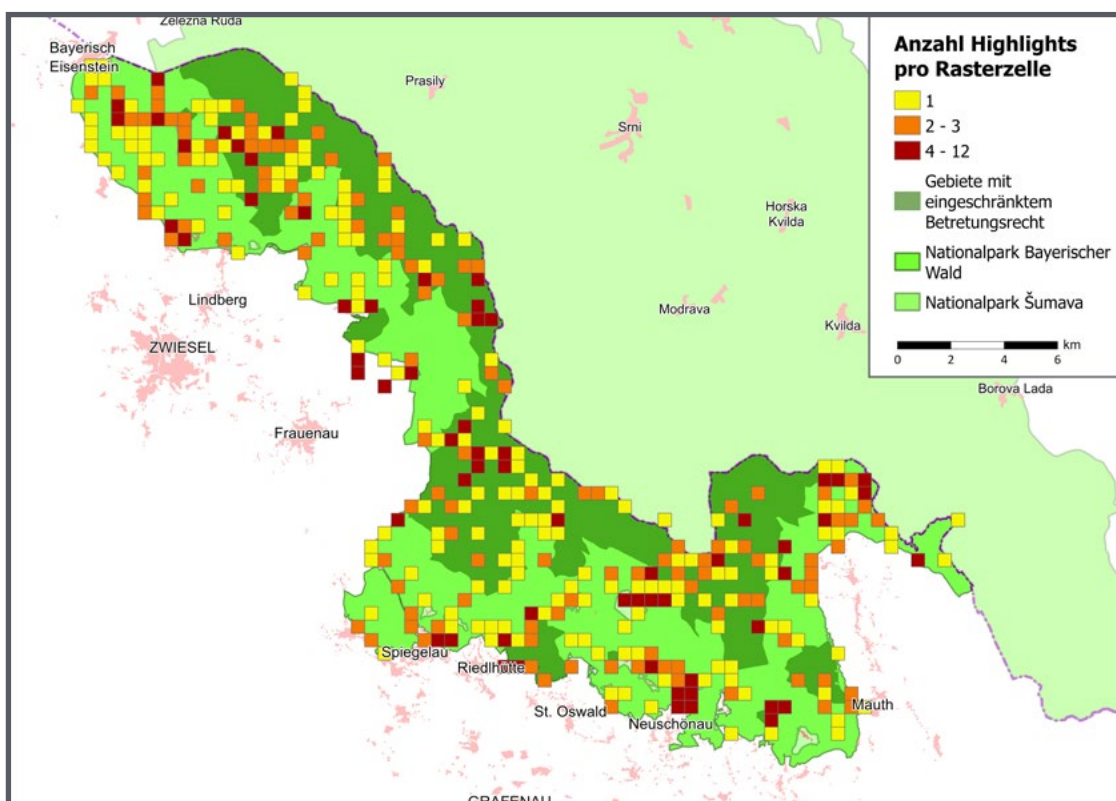 Železná Ruda
Bayerisch
Eisenstein
Prasily
Srni
Horska
Kvilda
Lindberg
ZWIESEL
Modrava
Kvilda
Borova Lada
Frauenau
Spiegelau
Riedlhütte
St. Oswald
Neuschönau
Mauth
GRAFENAU
Anzahl Highlights
pro Rasterzelle
1
2 - 3
4 - 12
Gebiete mit
eingeschränktem
Betretungsrecht
Nationalpark Bayerischer
Wald
Nationalpark Šumava
km
0 2 4 6